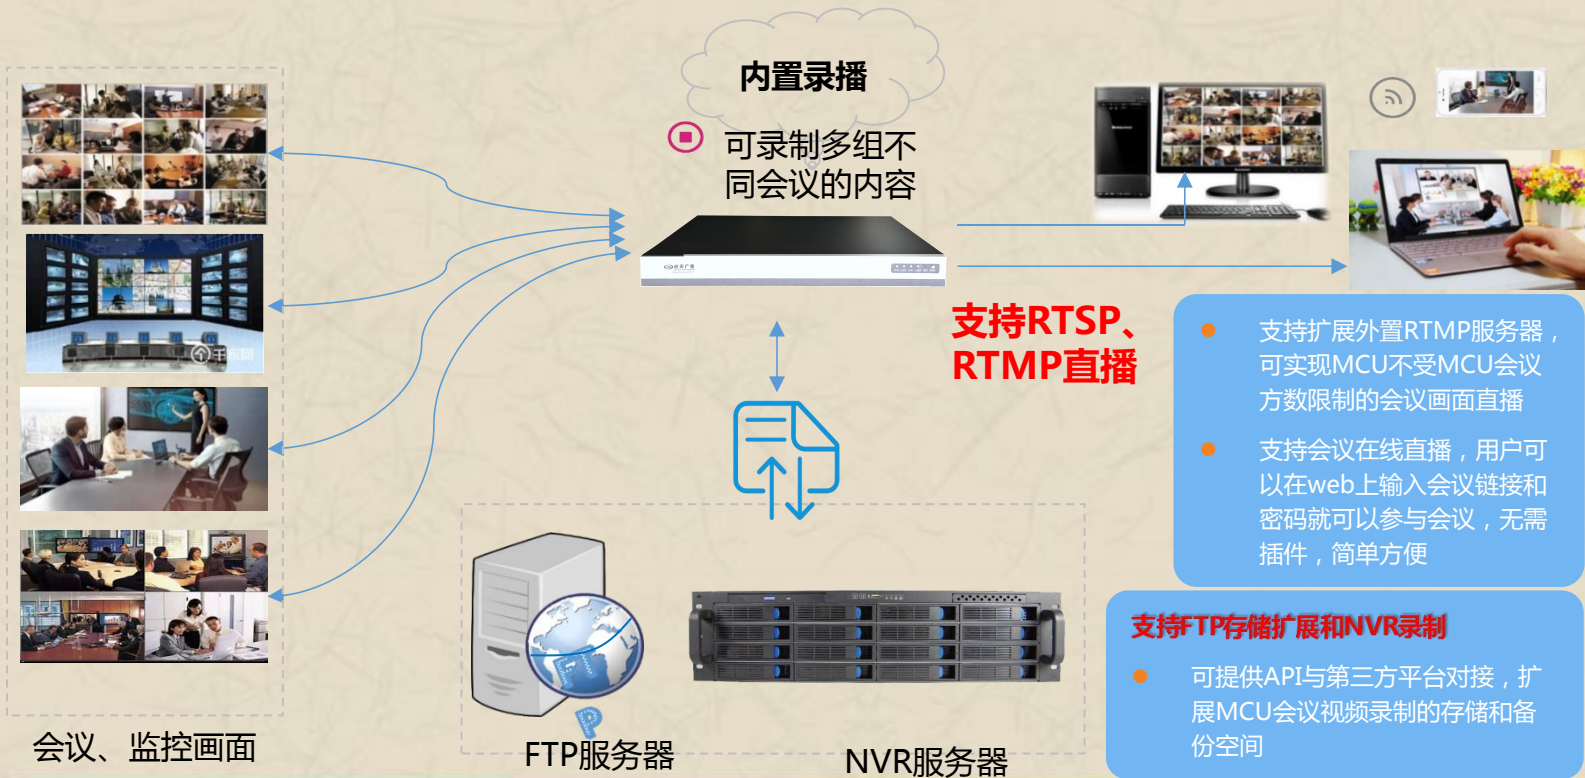 内置录播
可录制多组不
同会议的内容
支持RTSP、
RTMP直播
支持扩展外置RTMP服务器，
可实现MCU不受MCU会议
方数限制的会议画面直播
支持会议在线直播，用户可
以在web上输入会议链接和
密码就可以参与会议，无需
插件，简单方便
支持FTP存储扩展和NVR录制
可提供API与第三方平台对接，扩
展MCU会议视频录制的存储和备
份空间
会议、监控画面
FTP服务器
NVR服务器